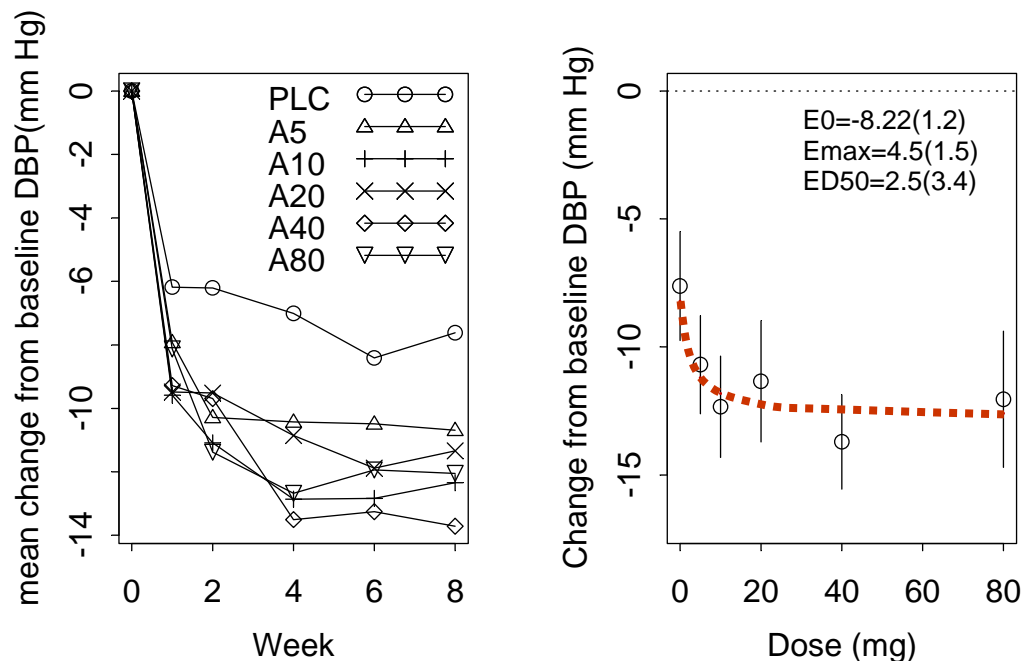 mean change from baseline DBP(mm Hg)
0
-2
-4
-6
-8
-10
-12
-14
PLC
A5
A10
A20
A40
A80
0 2 4 6 8
Week
Change from baseline DBP (mm Hg)
0
-5
-10
-15
E0=-8.22(1.2)
Emax=4.5(1.5)
ED50=2.5(3.4)
0 20 40 60 80
Dose (mg)